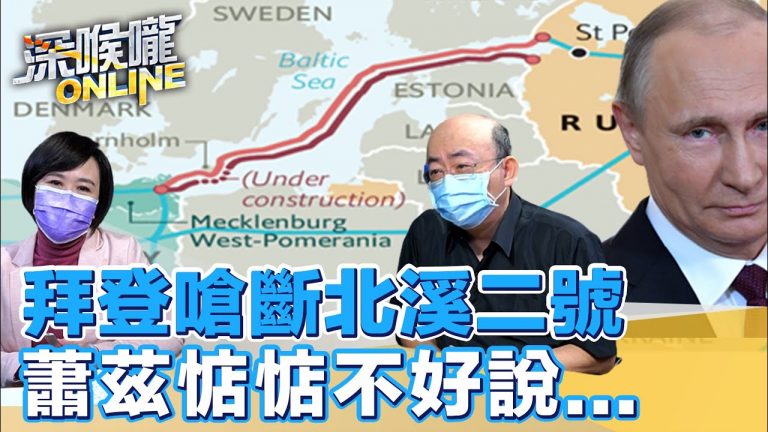 深喉嚨
ONLINE
SWEDEN
Baltic
Sea
DENMARK
rnholm
ESTONIA
St P
RU
(Under
construction)
Mecklenburg
West-Pomerania
拜登嗆斷北溪二號
蕭茲惦惦不好說...